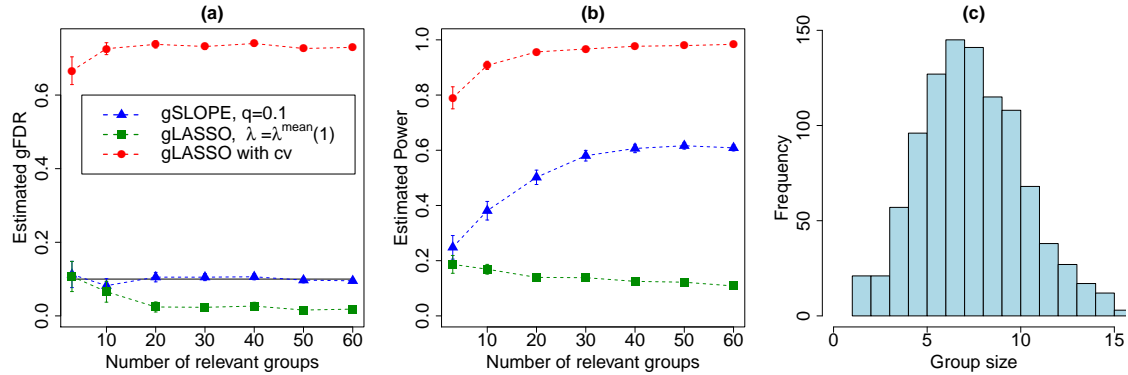 (a)
Estimated gFDR
0.0
0.2
0.4
0.6
gSLOPE, q=0.1
gLASSO, λ =λ^mean(1)
gLASSO with cv
10 20 30 40 50 60
Number of relevant groups
(b)
Estimated Power
0.0
0.2
0.4
0.6
0.8
1.0
10 20 30 40 50 60
Number of relevant groups
(c)
Frequency
0
50
100
150
0 5 10 15
Group size